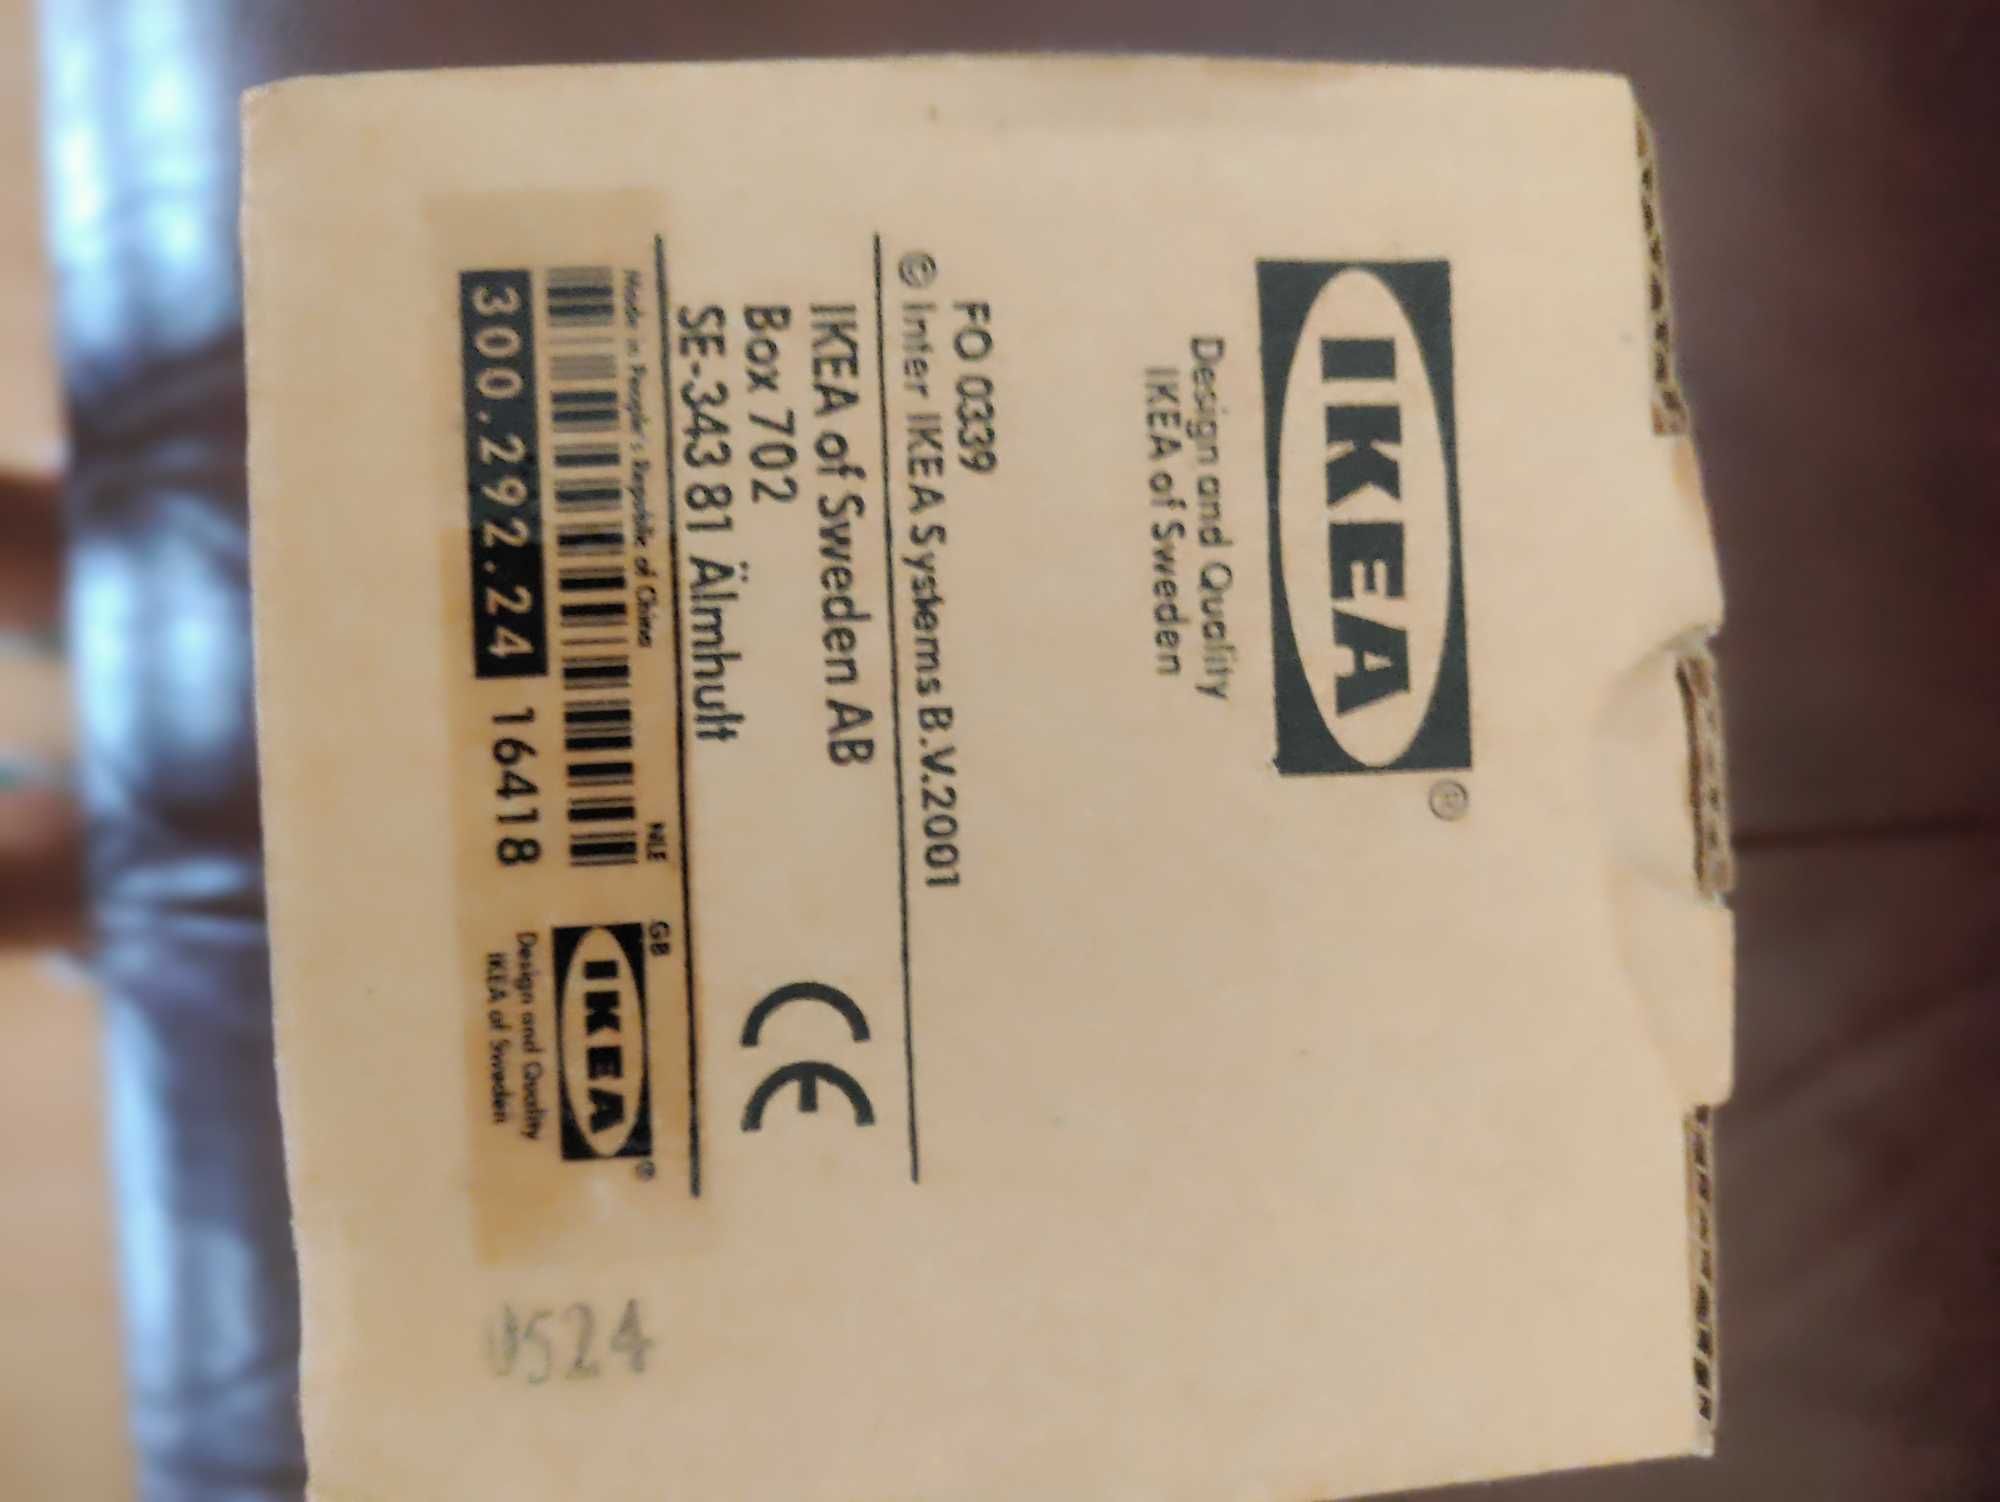 IKEA®
Design and Quality
IKEA of Sweden
FO 0339
© Inter IKEA Systems B.V.2001
IKEA of Sweden AB
Box 702
SE-343 81 Älmhult
CE
Made in People's Republic of China NLE GB
300.292.24 16418
IKEA®
Design and Quality
IKEA of Sweden
0524